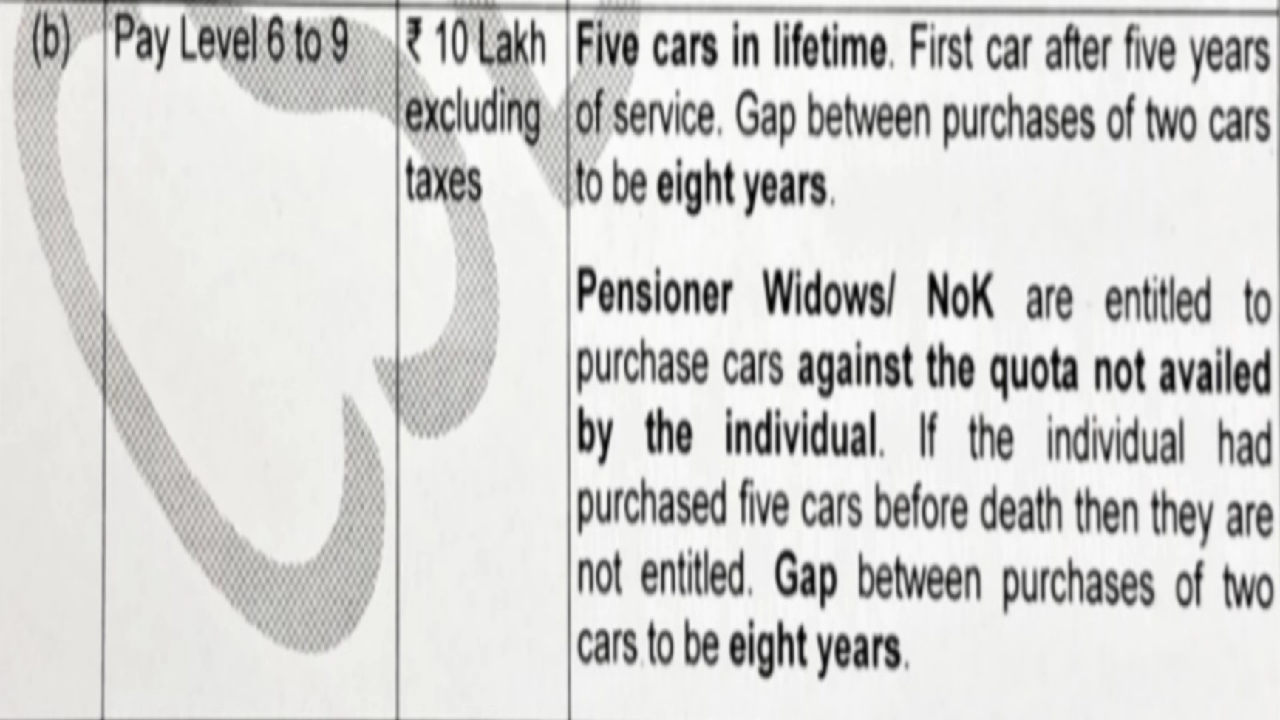 (b) Pay Level 6 to 9 ₹ 10 Lakh Five cars in lifetime. First car after five years
excluding of service. Gap between purchases of two cars
taxes to be eight years.
Pensioner Widows/ NoK are entitled to
purchase cars against the quota not availed
by the individual. If the individual had
purchased five cars before death then they are
not entitled. Gap between purchases of two
cars to be eight years.